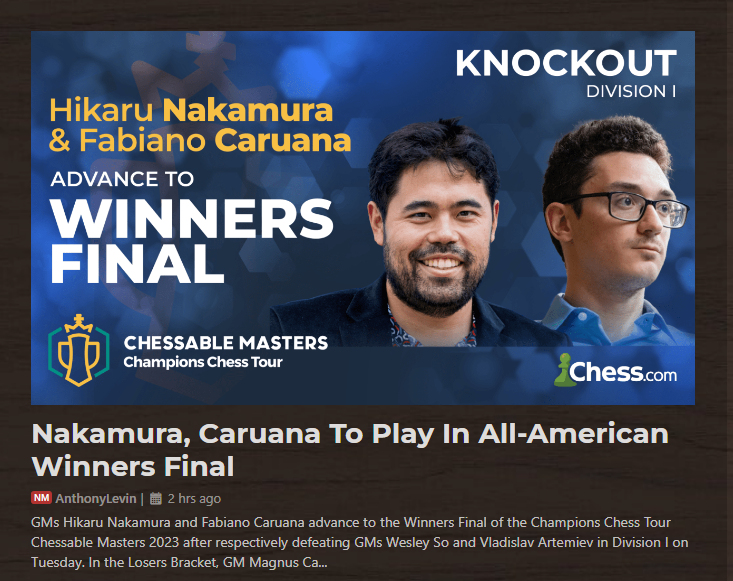 KNOCKOUT
DIVISION I
Hikaru Nakamura
& Fabiano Caruana
ADVANCE TO
WINNERS
FINAL
CHESSABLE MASTERS
Champions Chess Tour
Chess.com
Nakamura, Caruana To Play In All-American
Winners Final
NM AnthonyLevin | 2 hrs ago
GMs Hikaru Nakamura and Fabiano Caruana advance to the Winners Final of the Champions Chess Tour
Chessable Masters 2023 after respectively defeating GMs Wesley So and Vladislav Artemiev in Division I on
Tuesday. In the Losers Bracket, GM Magnus Ca...